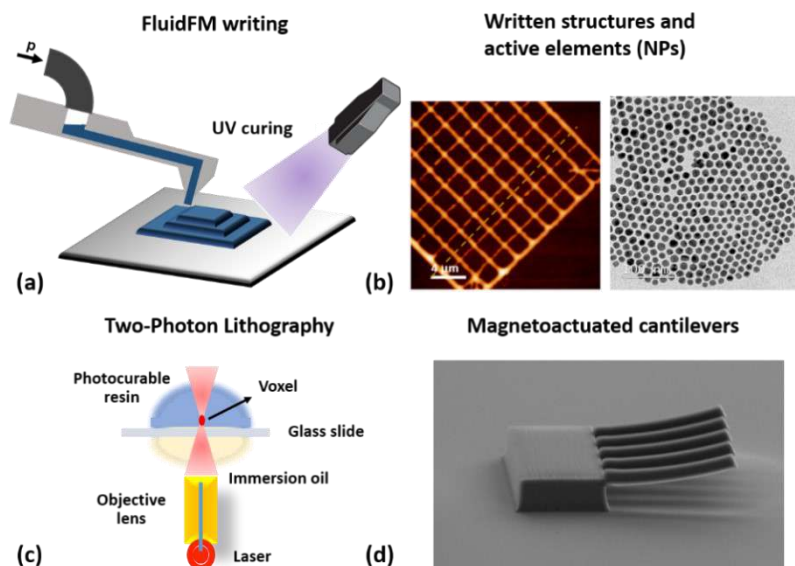 FluidFM writing
Written structures and
active elements (NPs)
p
UV curing
4 µm
(a)
(b)
Two-Photon Lithography
Magnetoactuated cantilevers
Photocurable
resin
Voxel
Glass slide
Immersion oil
Objective
lens
Laser
(c)
(d)